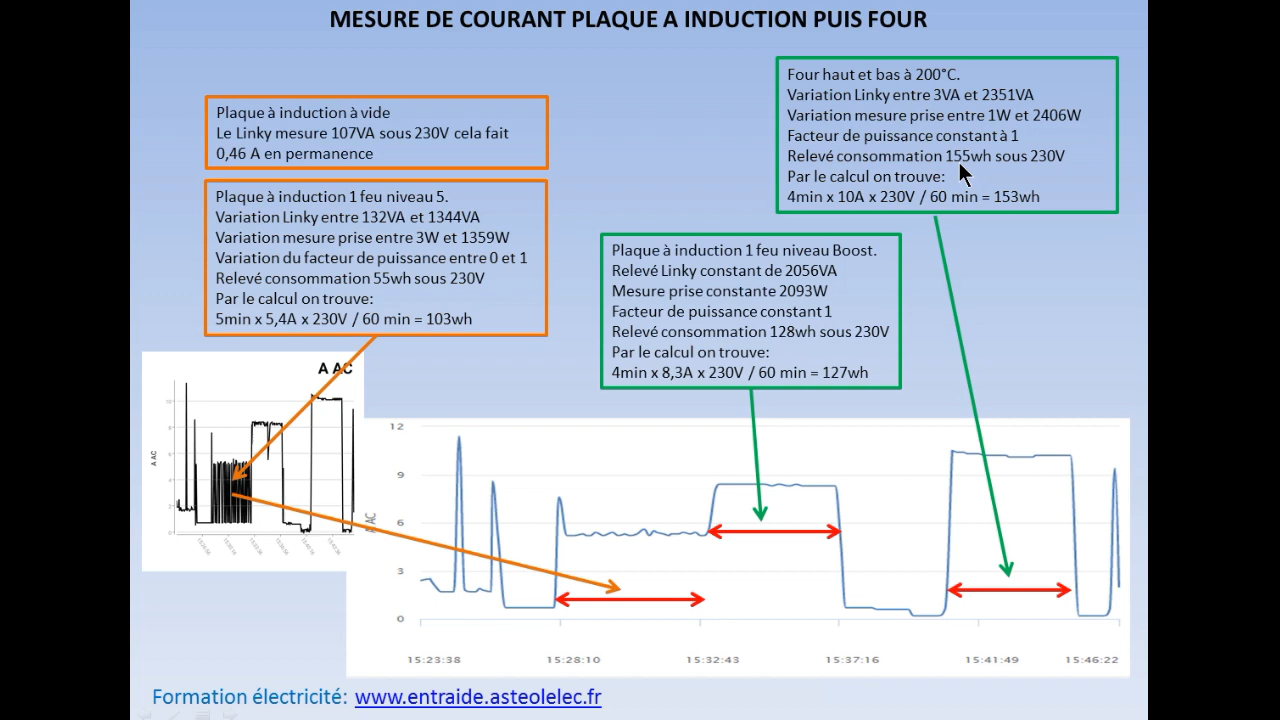 MESURE DE COURANT PLAQUE A INDUCTION PUIS FOUR
Plaque à induction à vide
Le Linky mesure 107VA sous 230V cela fait
0,46 A en permanence
Plaque à induction 1 feu niveau 5.
Variation Linky entre 132VA et 1344VA
Variation mesure prise entre 3W et 1359W
Variation du facteur de puissance entre 0 et 1
Relevé consommation 55wh sous 230V
Par le calcul on trouve:
5min x 5,4A x 230V / 60 min = 103wh
Plaque à induction 1 feu niveau Boost.
Relevé Linky constant de 2056VA
Mesure prise constante 2093W
Facteur de puissance constant 1
Relevé consommation 128wh sous 230V
Par le calcul on trouve:
4min x 8,3A x 230V / 60 min = 127wh
Four haut et bas à 200°C.
Variation Linky entre 3VA et 2351VA
Variation mesure prise entre 1W et 2406W
Facteur de puissance constant à 1
Relevé consommation 155wh sous 230V
Par le calcul on trouve:
4min x 10A x 230V / 60 min = 153wh
A AC
A AC
A AC
12
9
6
3
0
15:23:38
15:28:10
15:32:43
15:37:16
15:41:49
15:46:22
Formation électricité: www.entraide.asteolelec.fr